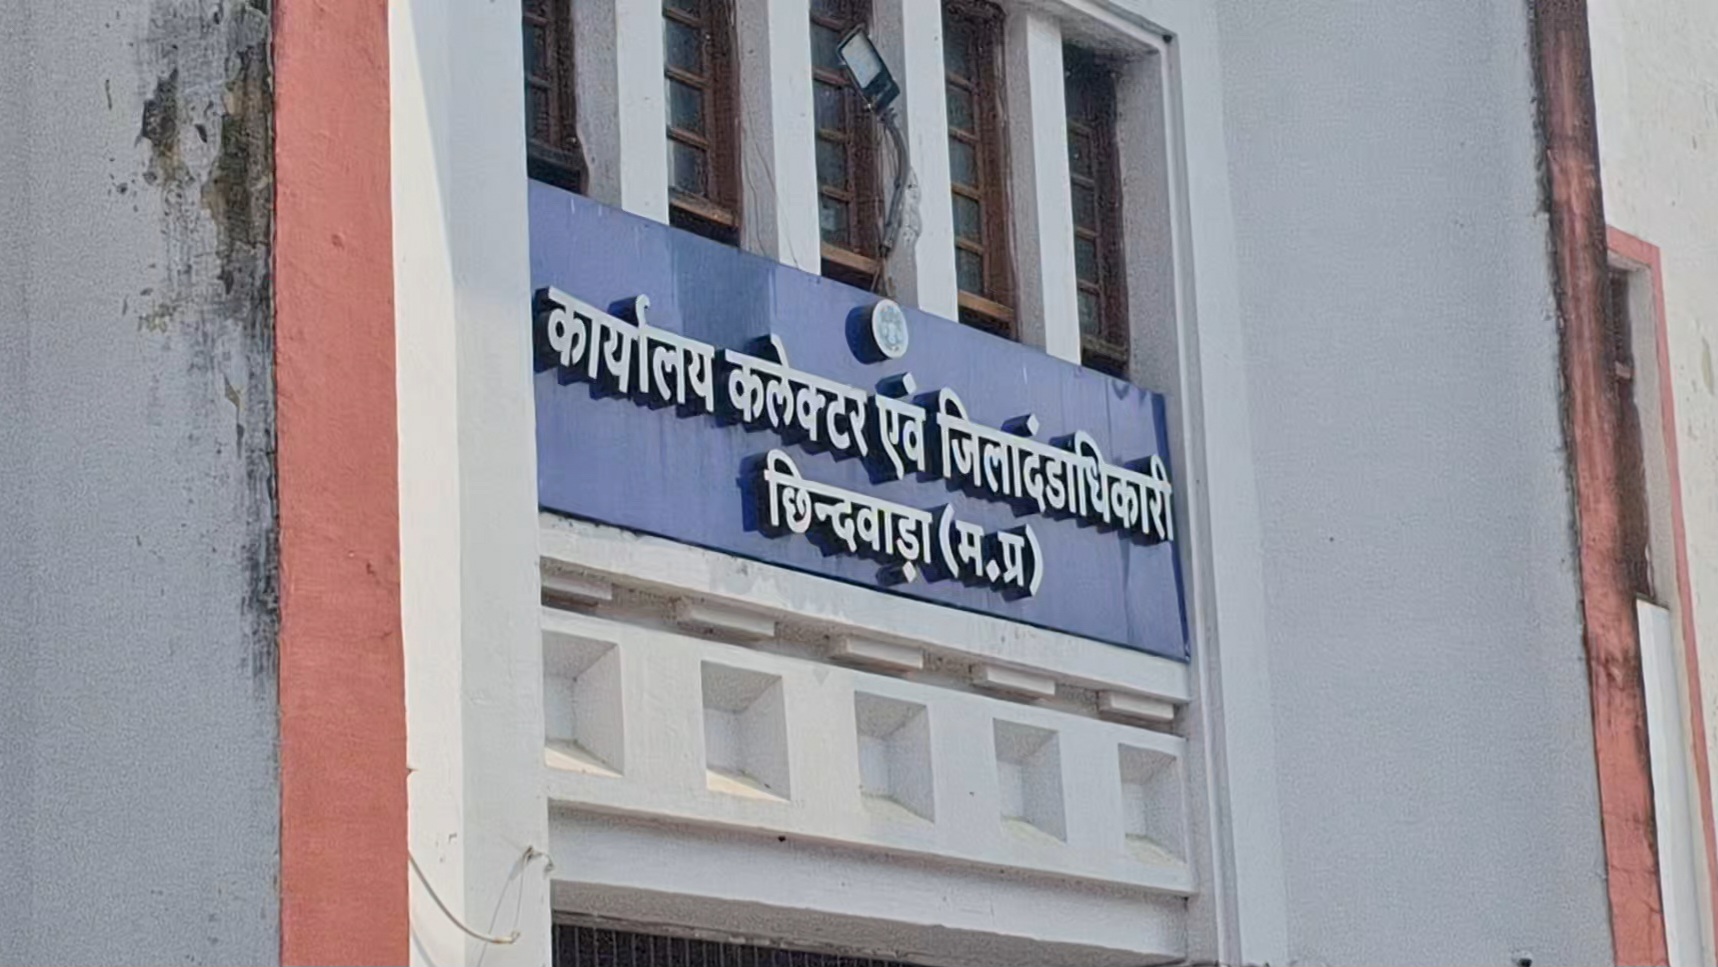 कार्यालय कलेक्टर एवं जिलादंडाधिकारी
छिन्दवाड़ा (म.प्र)